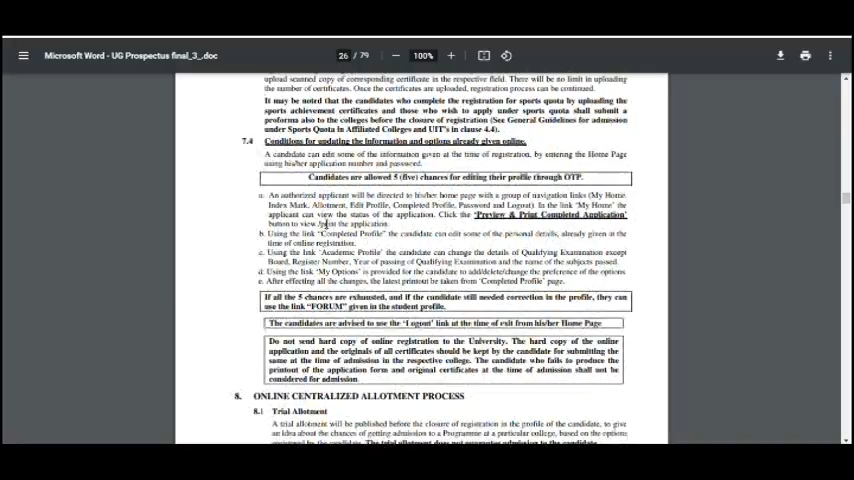 Microsoft Word - UG Prospectus final_3_.doc
26 / 79
100%
upload scanned copy of corresponding certificate in the respective field. There will be no limit in uploading
the number of certificates. Once the certificates are uploaded, registration process can be continued.
It may be noted that the candidates who complete the registration for sports quota by uploading the
sports achievement certificates and those who wish to apply under sports quota shall submit a
proforma also to the colleges before the closure of registration (See General Guidelines for admission
under Sports Quota in Affiliated Colleges and UIT's in clause 4.4).
7.4 Conditions for updating the information and options already given online.
A candidate can edit some of the information given at the time of registration, by entering the Home Page
using his/her application number and password.
Candidates are allowed 5 (five) chances for editing their profile through OTP.
a. An authorized applicant will be directed to his/her home page with a group of navigation links (My Home,
Index Mark, Allotment, Edit Profile, Completed Profile, Password and Logout). In the link 'My Home' the
applicant can view the status of the application. Click the 'Preview & Print Completed Application'
button to view /print the application.
b. Using the link "Completed Profile" the candidate can edit some of the personal details, already given at the
time of online registration.
c. Using the link 'Academic Profile' the candidate can change the details of Qualifying Examination except
Board, Register Number, Year of passing of Qualifying Examination and the name of the subjects passed.
d. Using the link 'My Options' is provided for the candidate to add/delete/change the preference of the options
e. After effecting all the changes, the latest printout be taken from 'Completed Profile' page.
If all the 5 chances are exhausted, and if the candidate still needed correction in the profile, they can
use the link "FORUM" given in the student profile.
The candidates are advised to use the 'Logout' link at the time of exit from his/her Home Page
Do not send hard copy of online registration to the University. The hard copy of the online
application and the originals of all certificates should be kept by the candidate for submitting the
same at the time of admission in the respective college. The candidate who fails to produce the
printout of the application form and original certificates at the time of admission shall not be
considered for admission
8. ONLINE CENTRALIZED ALLOTMENT PROCESS
8.1 Trial Allotment
A trial allotment will be published before the closure of registration in the profile of the candidate, to give
an idea about the chances of getting admission to a Programme at a particular college, based on the options
registered by the candidate. The trial allotment does not guarantee admission to the candidate.